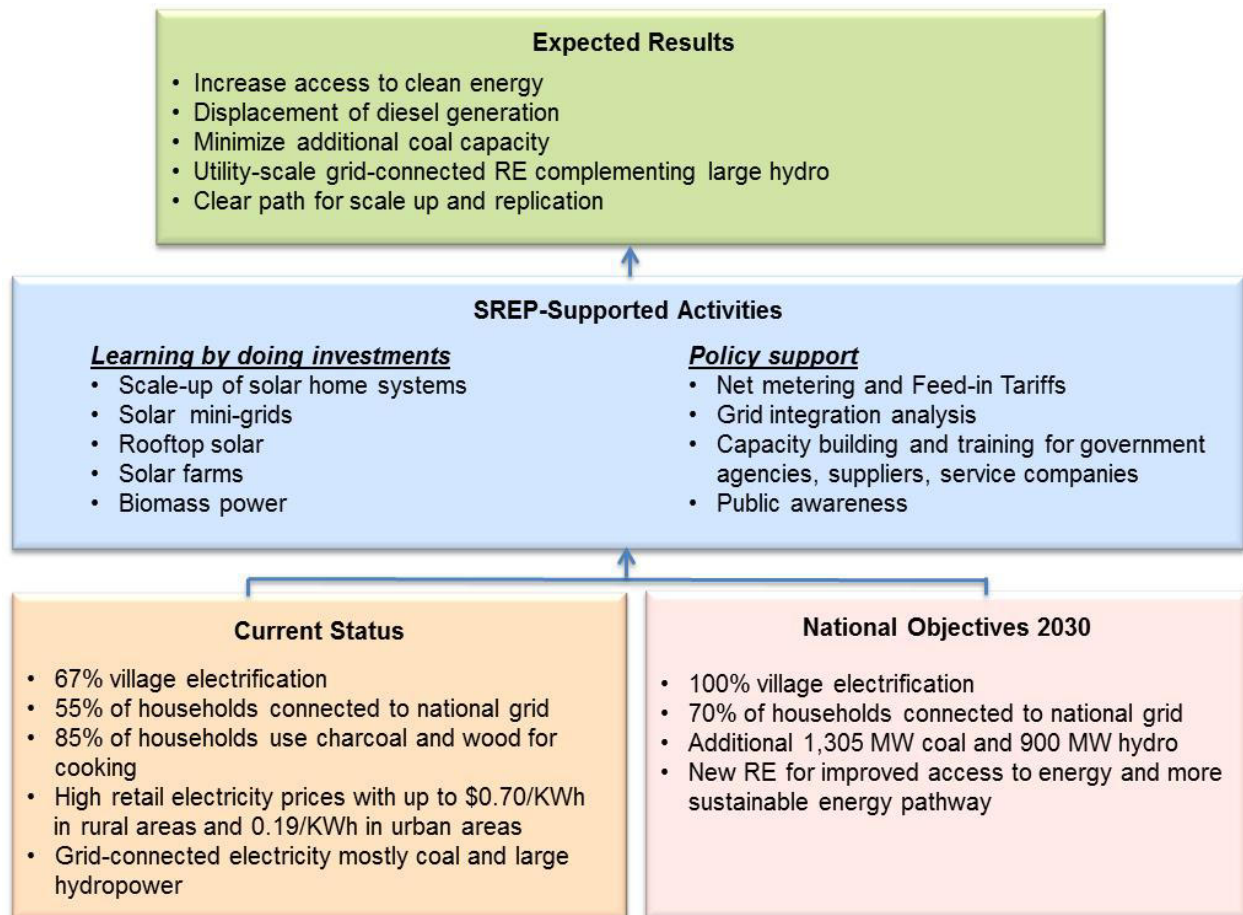 Expected Results
• Increase access to clean energy
• Displacement of diesel generation
• Minimize additional coal capacity
• Utility-scale grid-connected RE complementing large hydro
• Clear path for scale up and replication
SREP-Supported Activities
Learning by doing investments
• Scale-up of solar home systems
• Solar mini-grids
• Rooftop solar
• Solar farms
• Biomass power
Policy support
• Net metering and Feed-in Tariffs
• Grid integration analysis
• Capacity building and training for government
agencies, suppliers, service companies
• Public awareness
Current Status
• 67% village electrification
• 55% of households connected to national grid
• 85% of households use charcoal and wood for
cooking
• High retail electricity prices with up to $0.70/KWh
in rural areas and 0.19/KWh in urban areas
• Grid-connected electricity mostly coal and large
hydropower
National Objectives 2030
• 100% village electrification
• 70% of households connected to national grid
• Additional 1,305 MW coal and 900 MW hydro
• New RE for improved access to energy and more
sustainable energy pathway